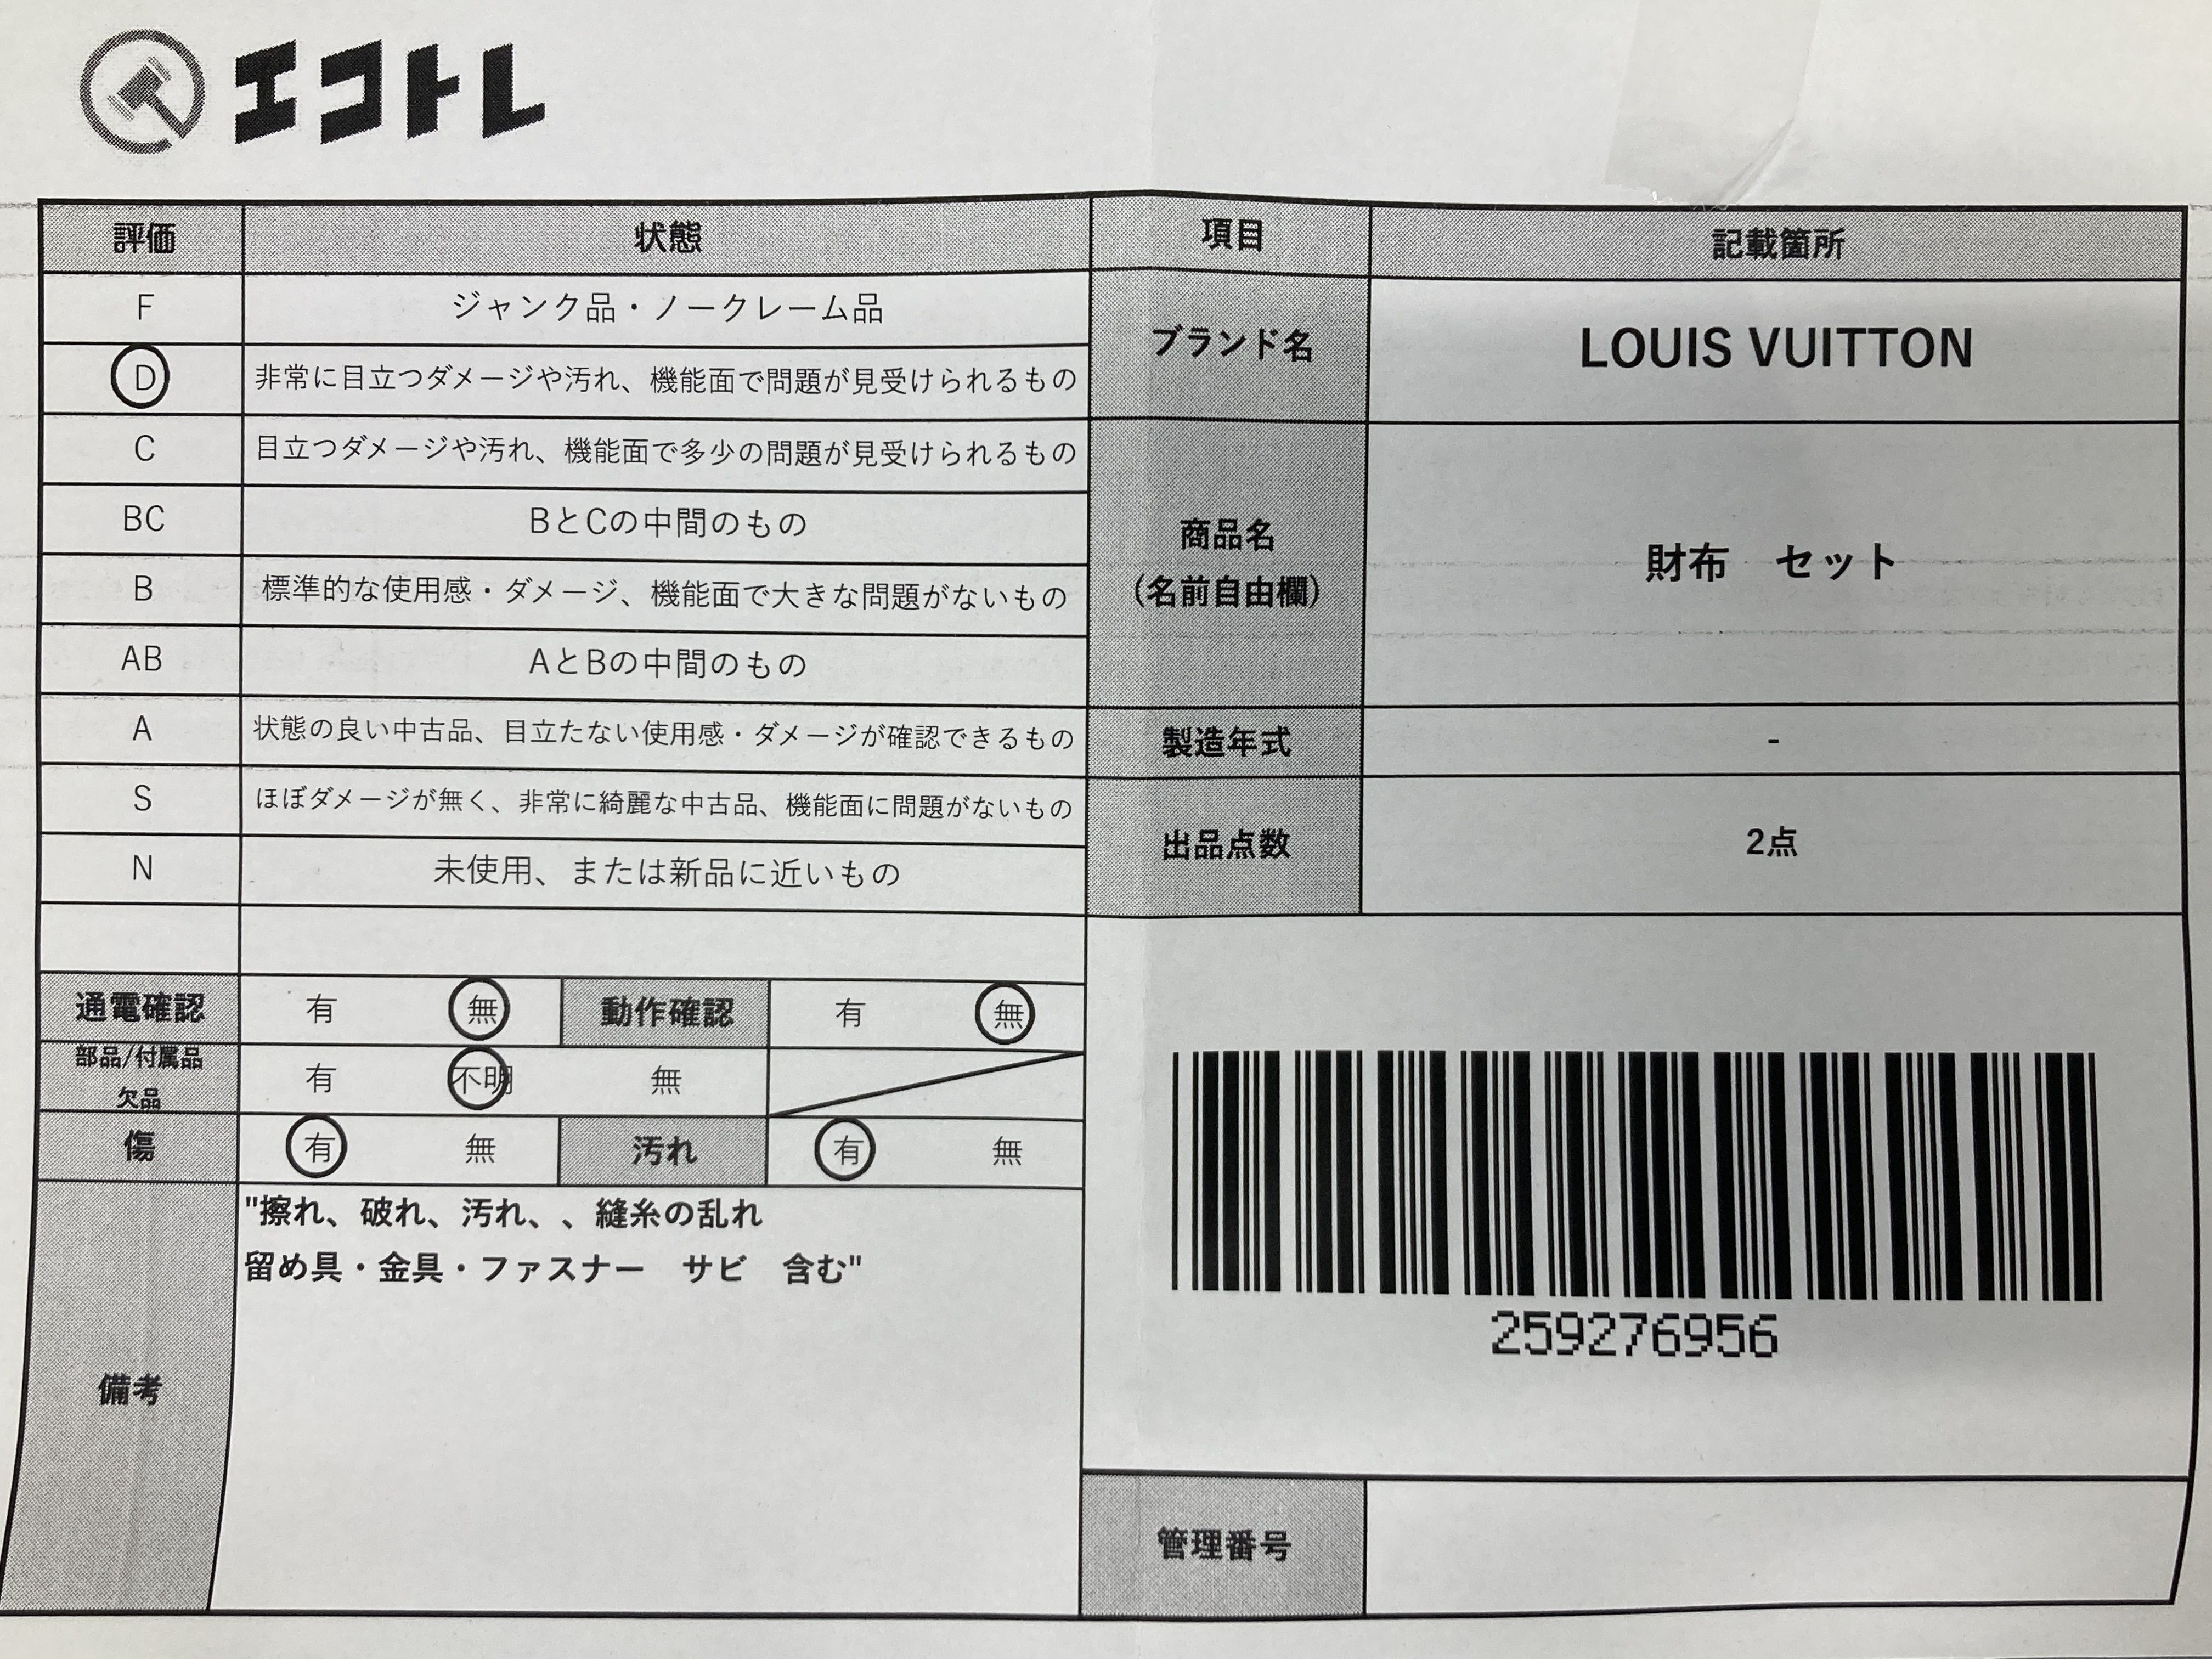 エコトレ
評価 状態 項目 記載箇所
F ジャンク品・ノークレーム品
D 非常に目立つダメージや汚れ、機能面で問題が見受けられるもの
ブランド名 LOUIS VUITTON
C 目立つダメージや汚れ、機能面で多少の問題が見受けられるもの
BC BとCの中間のもの
商品名
(名前自由欄)
財布 セット
B 標準的な使用感・ダメージ、機能面で大きな問題がないもの
AB AとBの中間のもの
A 状態の良い中古品、目立たない使用感・ダメージが確認できるもの
製造年式 -
S ほぼダメージが無く、非常に綺麗な中古品、機能面に問題がないもの
出品点数 2点
N 未使用、または新品に近いもの
通電確認 有 無 動作確認 有 無
部品/付属品
欠品
有 不明 無
傷 有 無 汚れ 有 無
備考
"擦れ、破れ、汚れ、、縫糸の乱れ
留め具・金具・ファスナー サビ 含む"
259276956
管理番号